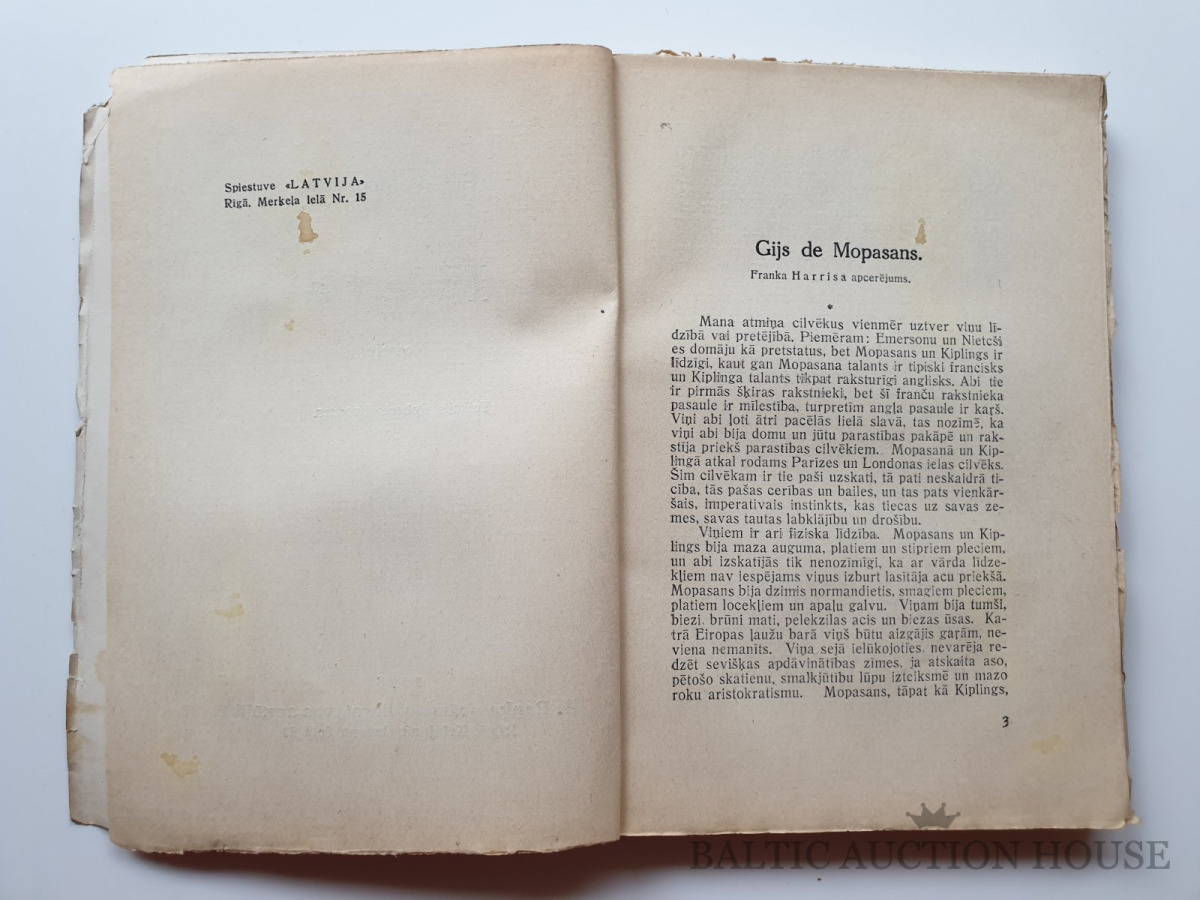 Spiestuve «LATVIJA»
Rīgā, Merķeļa ielā Nr. 15
Gijs de Mopasans.
Franka Harrisa apcerējums.
Mana atmiņa cilvēkus vienmēr uztver viņu lī-
dzībā vai pretējībā. Piemēram: Emersonu un Nietcši
es domāju kā pretstatus, bet Mopasans un Kiplings ir
līdzīgi, kaut gan Mopasana talants ir tipiski francisks
un Kiplinga talants tikpat raksturīgi anglisks. Abi tie
ir pirmās šķiras rakstnieki, bet šī franču rakstnieka
pasaule ir mīlestība, turpretīm angļa pasaule ir karš.
Viņi abi ļoti ātri pacēlās lielā slavā, tas nozīmē, ka
viņi abi bija domu un jūtu parastības pakāpē un rak-
stīja priekš parastības cilvēkiem. Mopasanā un Kip-
lingā atkal rodams Parīzes un Londonas ielas cilvēks.
Šim cilvēkam ir tie paši uzskati, tā pati neskaidrā ti-
cība, tās pašas cerības un bailes, un tas pats vienkār-
šais, imperativais instinkts, kas tiecas uz savas ze-
mes, savas tautas labklājību un drošību.
Viņiem ir ari fiziska līdzība. Mopasans un Kip-
lings bija maza auguma, platiem un stipriem pleciem,
un abi izskatījās tik nenozīmīgi, ka ar vārda līdze-
kļiem nav iespējams viņus izburt lasītāja acu priekšā.
Mopasans bija dzimis normandietis, smagiem pleciem,
platiem locekļiem un apaļu galvu. Viņam bija tumši,
biezi, brūni mati, pelekzilas acis un biezas ūsas. Ka-
trā Eiropas ļaužu barā viņš būtu aizgājis garām, ne-
viena nemanīts. Viņa sejā ielūkojoties, nevarēja re-
dzēt sevišķas apdāvinātības zīmes, ja atskaita aso,
pētošo skatienu, smalkjūtību lūpu izteiksmē un mazo
roku aristokratismu. Mopasans, tāpat kā Kiplings,
3
BALTIC AUCTION HOUSE